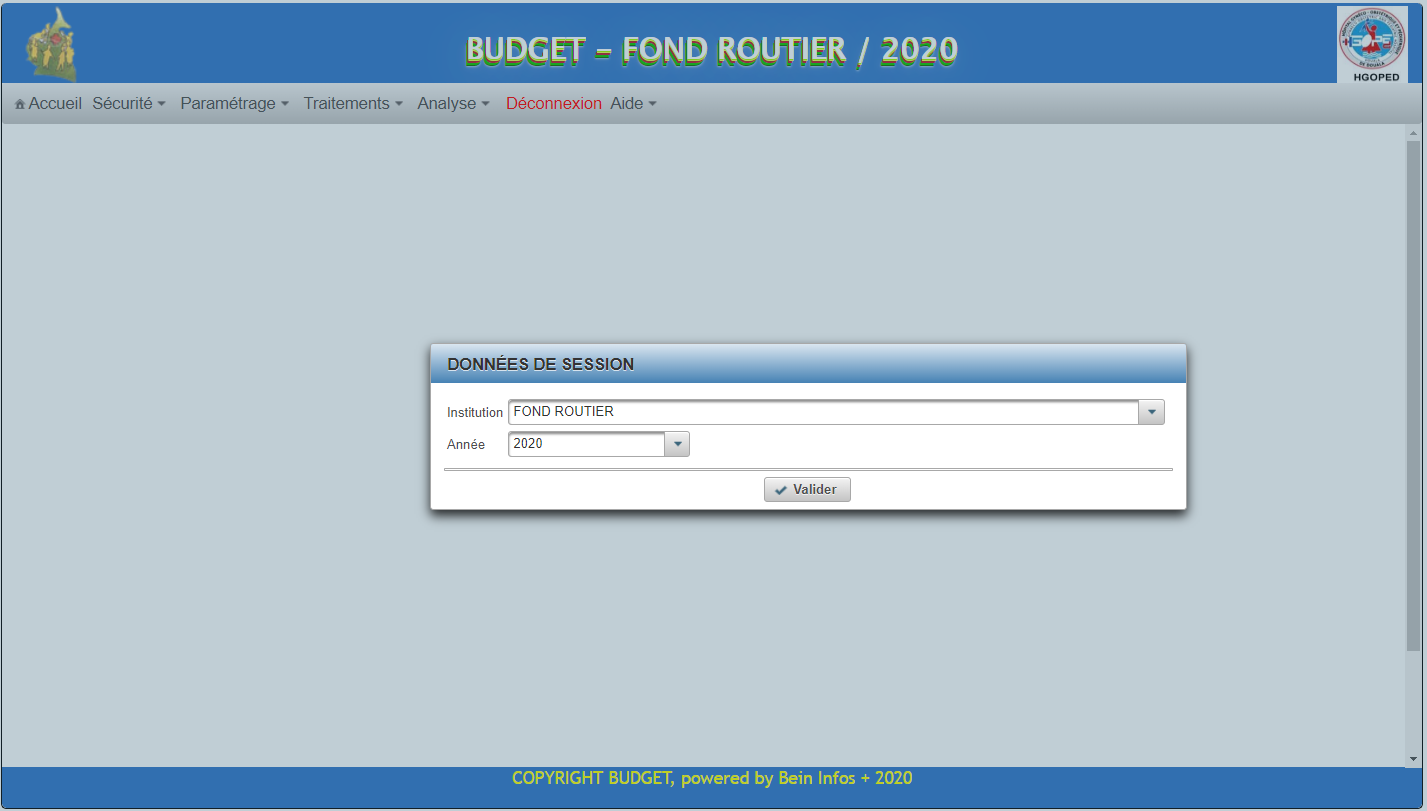 BUDGET – FOND ROUTIER / 2020
HGOPED
Accueil Sécurité Paramétrage Traitements Analyse Déconnexion Aide
DONNÉES DE SESSION
Institution FOND ROUTIER
Année 2020
Valider
COPYRIGHT BUDGET, powered by Bein Infos + 2020